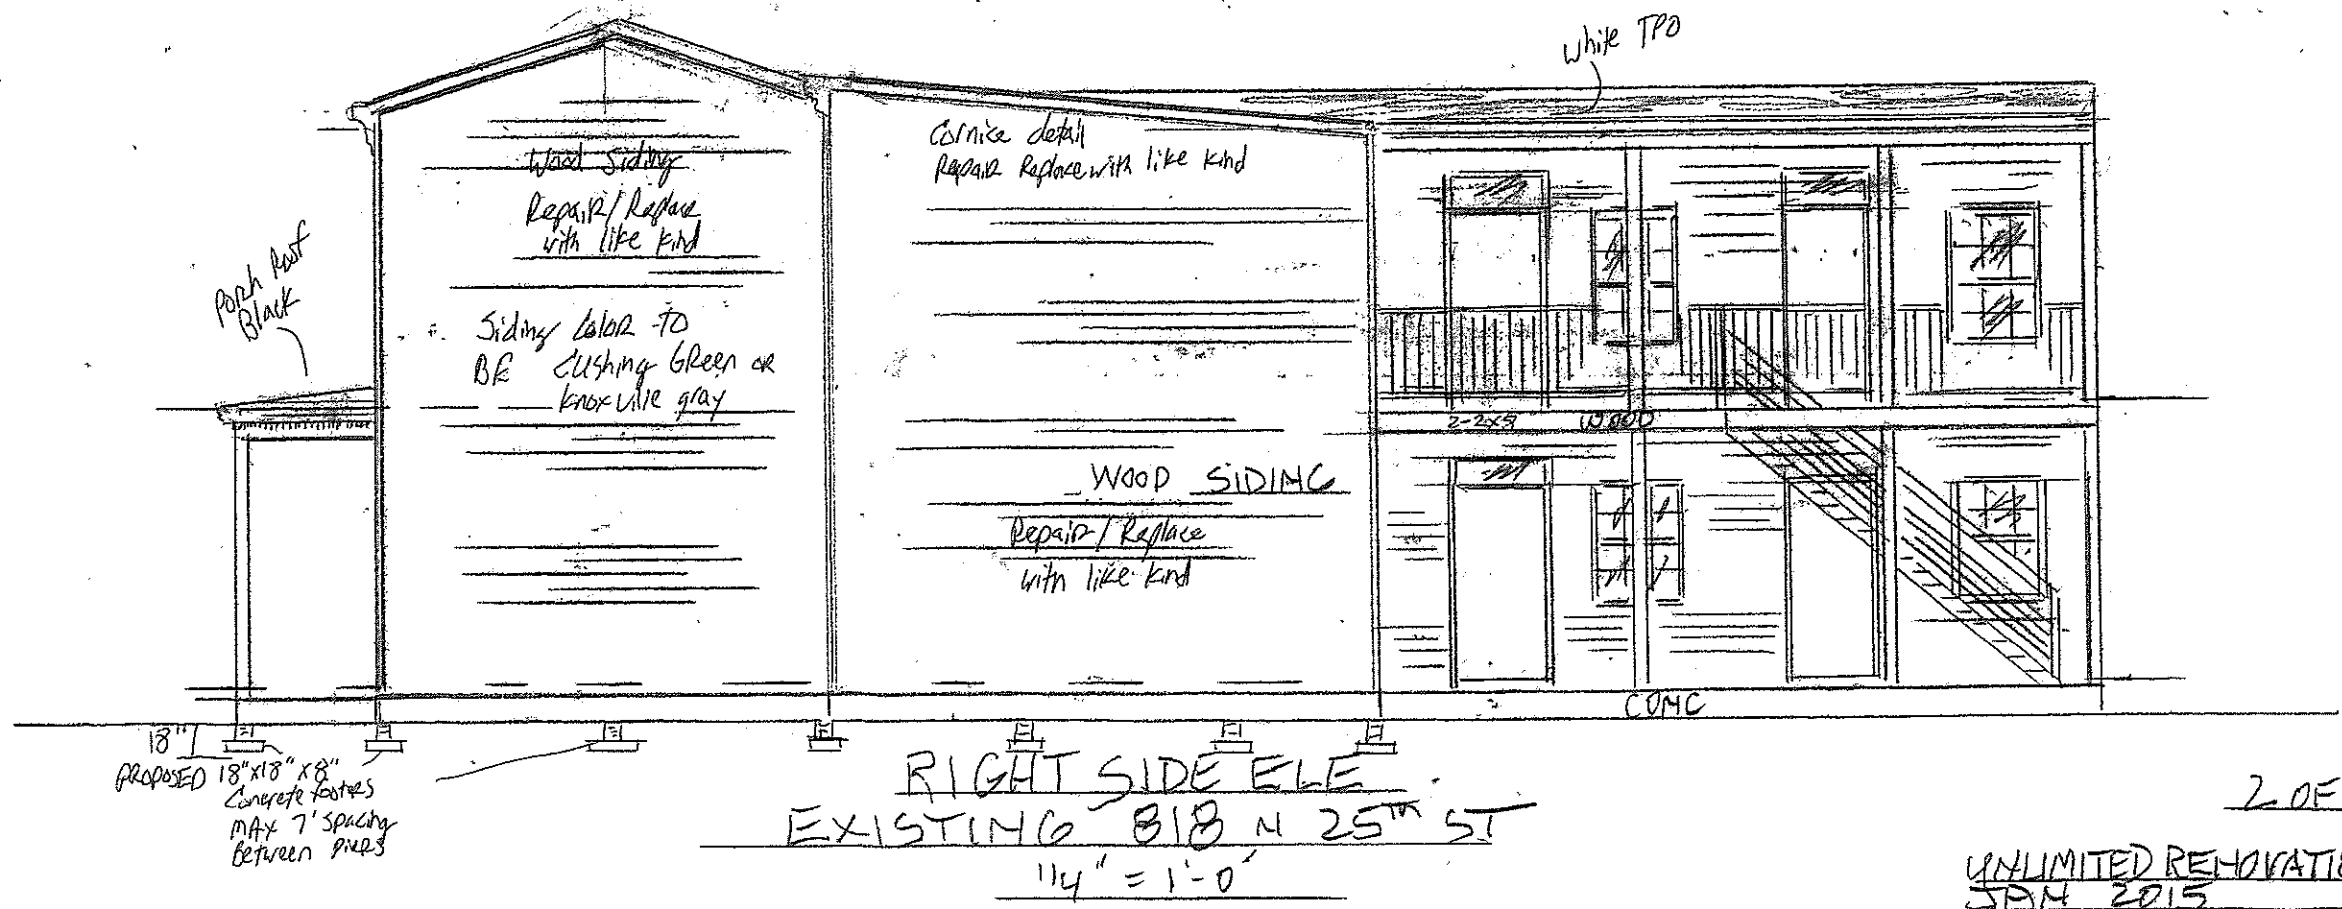 white TPO
Cornice detail
Repair Replace with like kind
Wood Siding
Repair/Replace
with like kind
Porch Roof
Black
Siding Color to
BE Cushing Green or
Knoxville gray
2-2x8 WOOD
WOOD SIDING
Repair/Replace
with like kind
CONC
18"
PROPOSED 18"x18"x8"
Concrete footers
MAX 7' Spacing
Between Piers
RIGHT SIDE ELE
EXISTING 818 N 25TH ST
1/4" = 1'-0"
2 OF
UNLIMITED RENOVATIO
JAN 2015